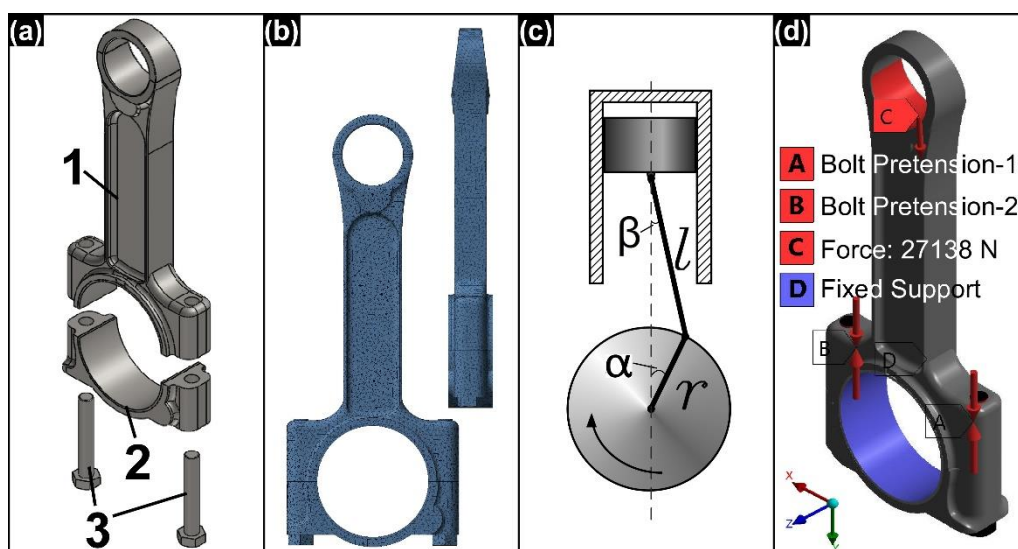 (a)
1
2
3
(b)
(c)
β
l
α
r
(d)
C
A Bolt Pretension-1
B Bolt Pretension-2
C Force: 27138 N
D Fixed Support
B
D
A
X
Z
Y